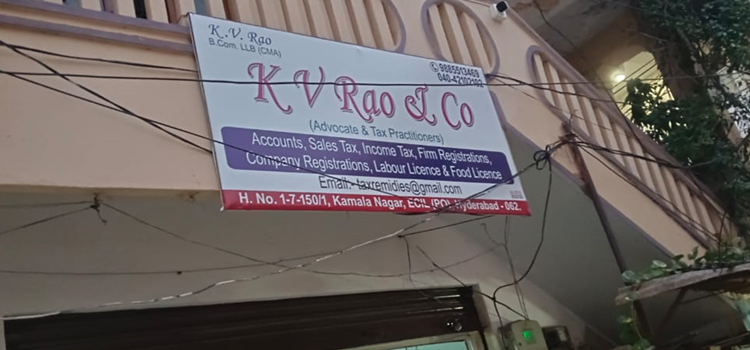 K.V. Rao
B.Com. LLB (CMA)
9885513469
040-42102182
K V Rao & Co
(Advocate & Tax Practitioners)
Accounts, Sales Tax, Income Tax, Firm Registrations,
Company Registrations, Labour Licence & Food Licence
Email:- taxremidies@gmail.com
H. No. 1-7-150/1, Kamala Nagar, ECIL (PO), Hyderabad - 062.